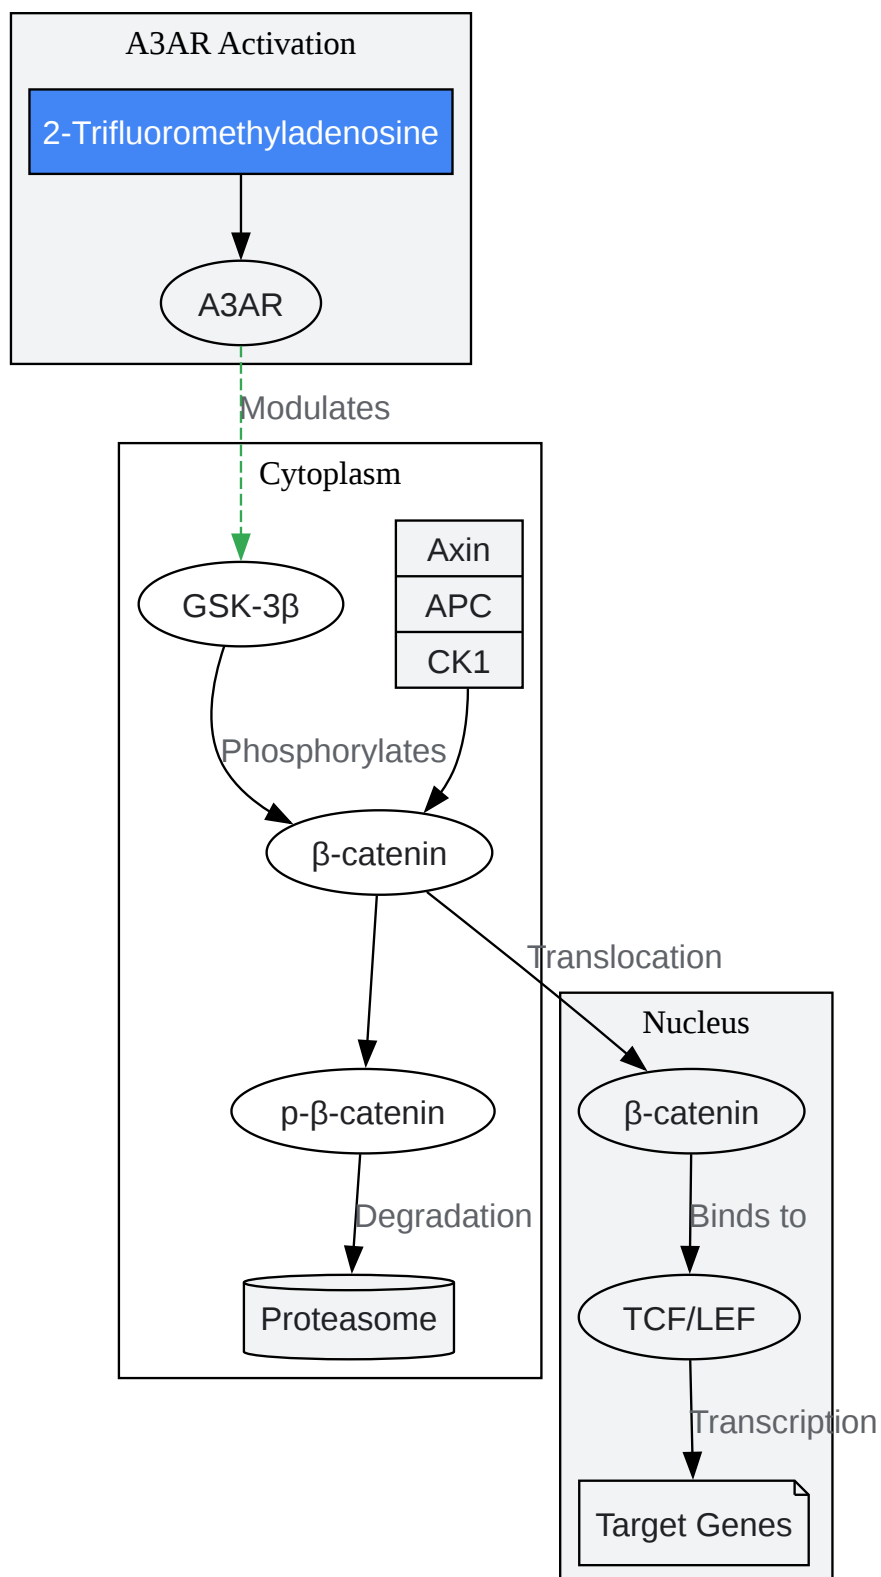 A3AR Activation
2-Trifluoromethyladenosine
A3AR
Modulates
Cytoplasm
Axin
GSK-3β
APC
CK1
Phosphorylates
β-catenin
Translocation
Nucleus
p-β-catenin
β-catenin
Degradation
Binds to
Proteasome
TCF/LEF
Transcription
Target Genes